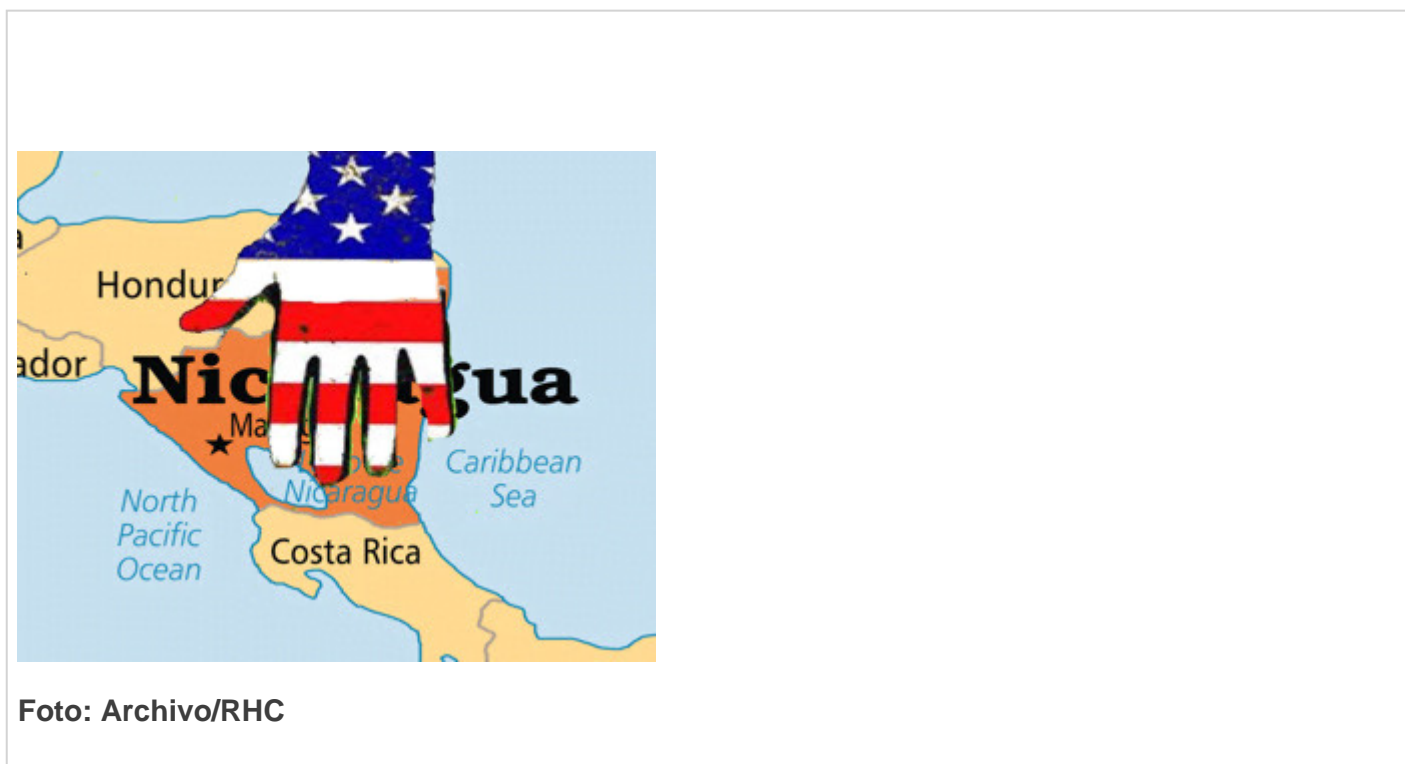 Hondur
ador
Nic gua
Ma
Nicaragua
Caribbean
Sea
North
Pacific
Ocean
Costa Rica
Foto: Archivo/RHC